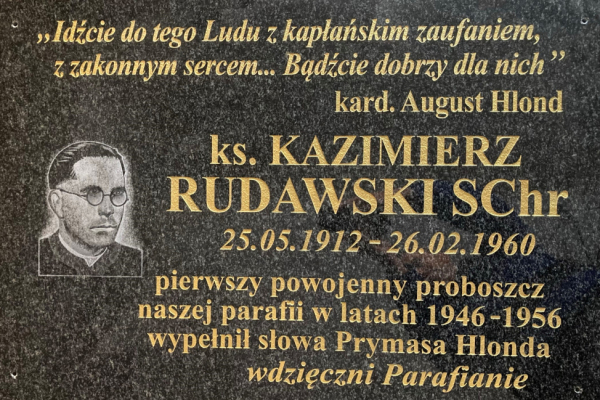 „Idźcie do tego Ludu z kapłańskim zaufaniem,
z zakonnym sercem... Bądźcie dobrzy dla nich”
kard. August Hlond
ks. KAZIMIERZ
RUDAWSKI SChr
25.05.1912 - 26.02.1960
pierwszy powojenny proboszcz
naszej parafii w latach 1946-1956
wypełnił słowa Prymasa Hlonda
wdzięczni Parafianie